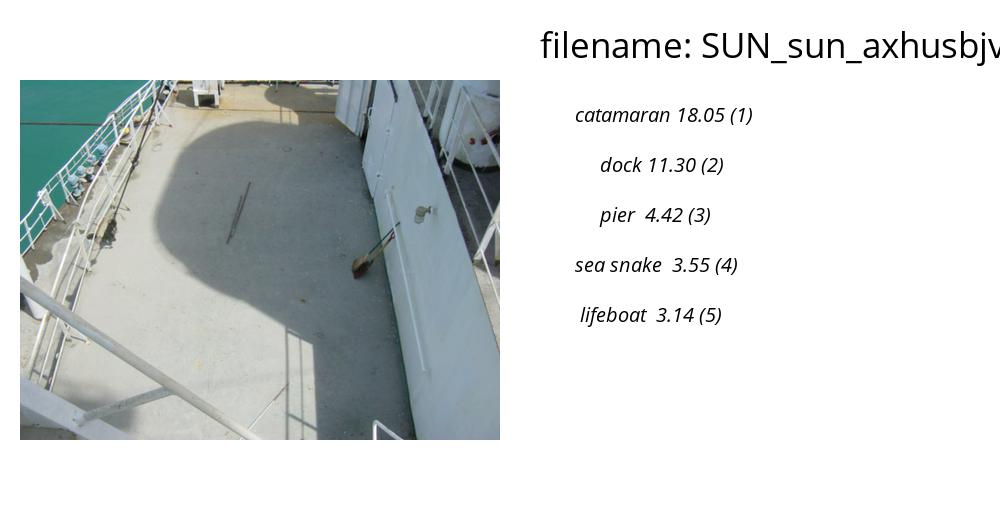 filename: SUN_sun_axhusbjv
catamaran 18.05 (1)
dock 11.30 (2)
pier 4.42 (3)
sea snake 3.55 (4)
lifeboat 3.14 (5)